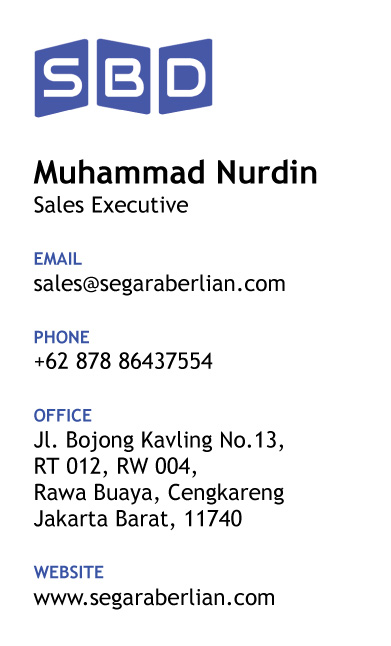 SBD
Muhammad Nurdin
Sales Executive
EMAIL
sales@segaraberlian.com
PHONE
+62 878 86437554
OFFICE
Jl. Bojong Kavling No.13,
RT 012, RW 004,
Rawa Buaya, Cengkareng
Jakarta Barat, 11740
WEBSITE
www.segaraberlian.com